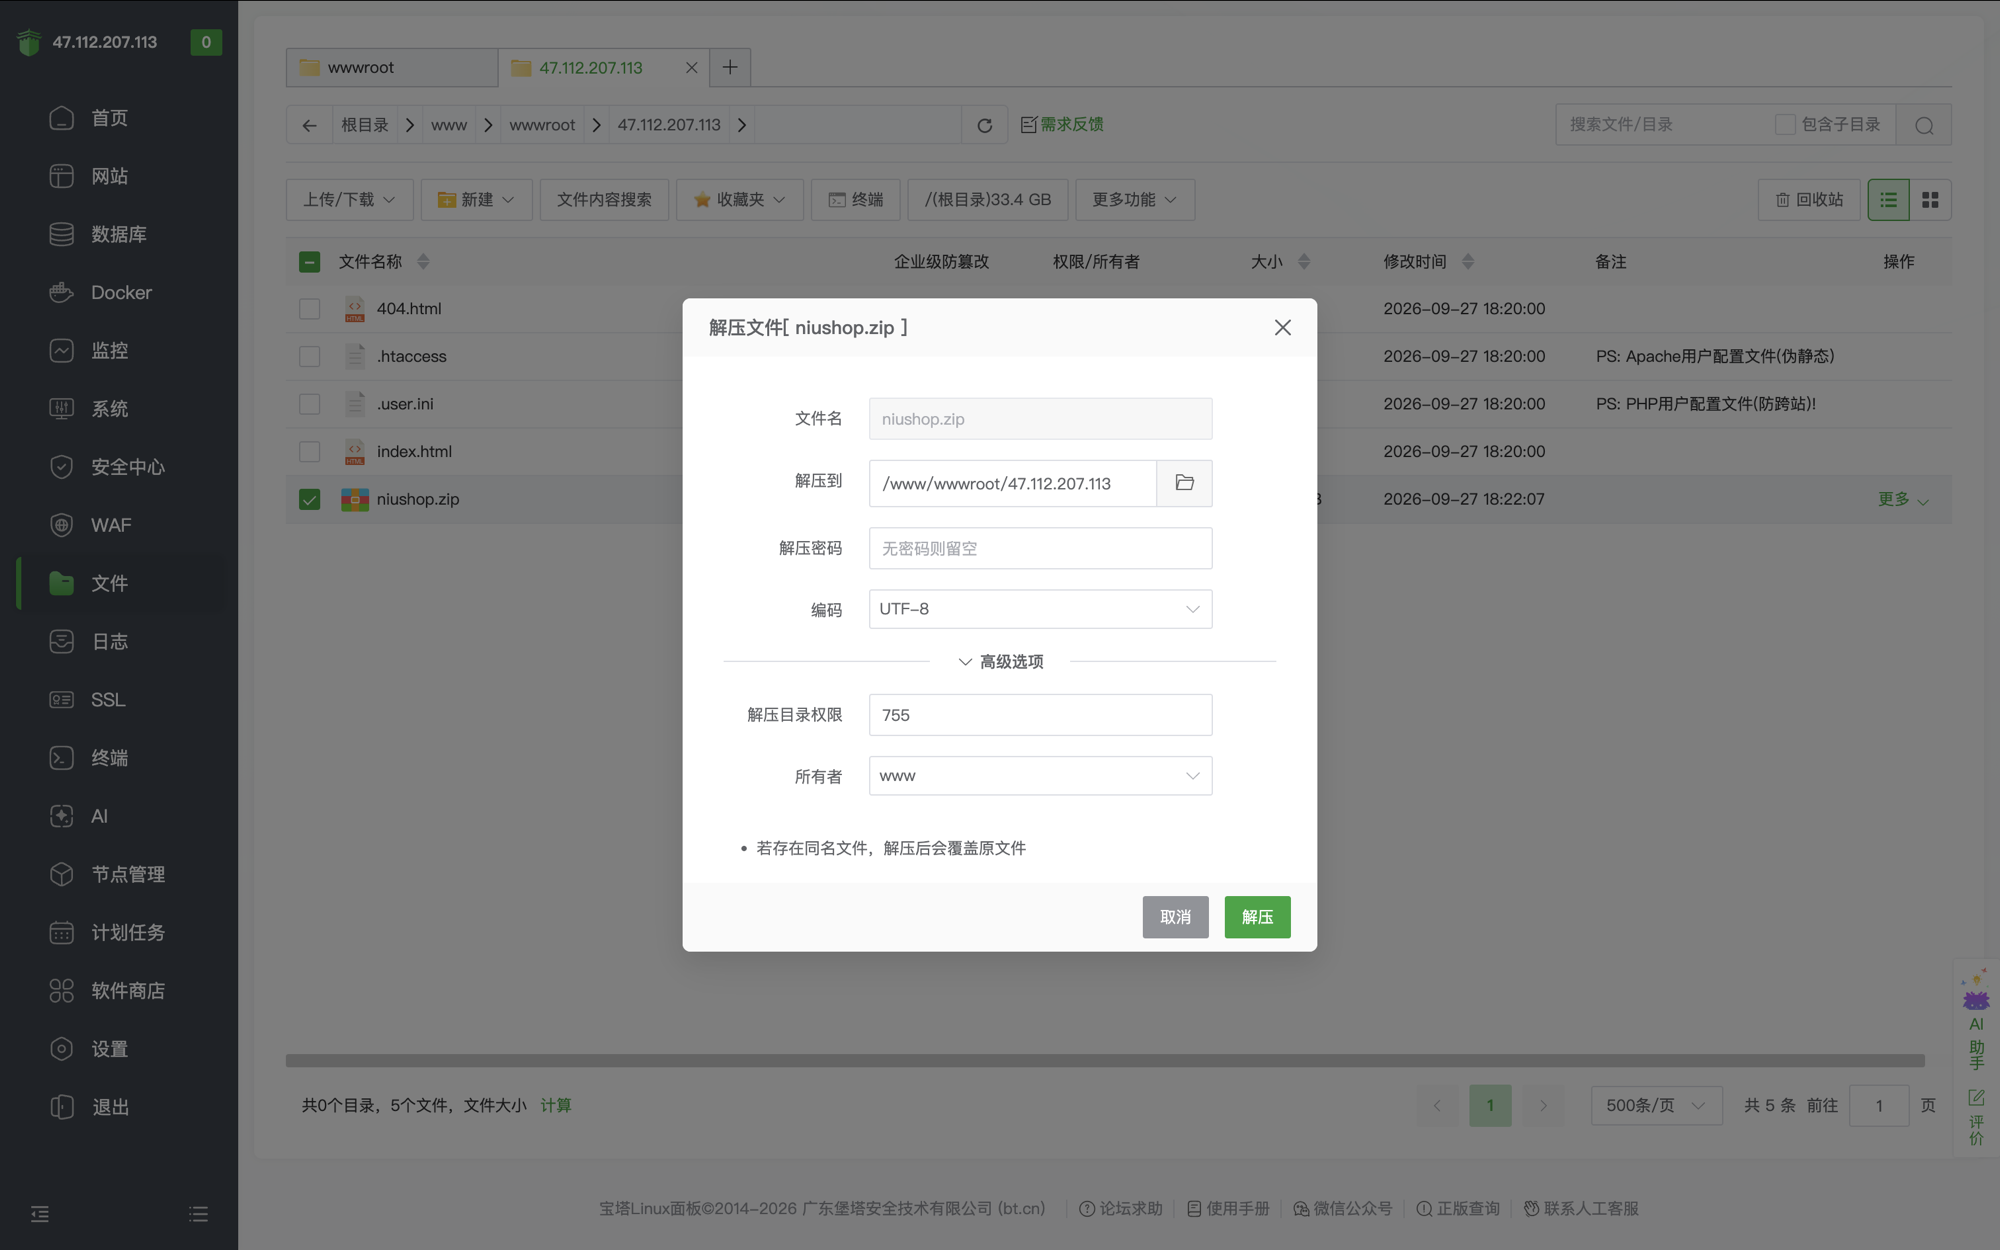 47.112.207.113
0
首页
网站
数据库
Docker
监控
系统
安全中心
WAF
文件
日志
SSL
终端
AI
节点管理
计划任务
软件商店
设置
退出
wwwroot
47.112.207.113
根目录
www
wwwroot
47.112.207.113
需求反馈
搜索文件/目录
包含子目录
上传/下载
新建
文件内容搜索
收藏夹
终端
/(根目录)33.4 GB
更多功能
回收站
文件名称
企业级防篡改
权限/所有者
大小
修改时间
备注
操作
404.html
2026-09-27 18:20:00
.htaccess
2026-09-27 18:20:00
PS: Apache用户配置文件(伪静态)
.user.ini
2026-09-27 18:20:00
PS: PHP用户配置文件(防跨站)!
index.html
2026-09-27 18:20:00
niushop.zip
2026-09-27 18:22:07
更多
解压文件[ niushop.zip ]
文件名
niushop.zip
解压到
/www/wwwroot/47.112.207.113
解压密码
无密码则留空
编码
UTF-8
高级选项
解压目录权限
755
所有者
www
若存在同名文件，解压后会覆盖原文件
取消
解压
共0个目录，5个文件，文件大小 计算
1
500条/页
共 5 条
前往
1
页
AI
助手
评价
宝塔Linux面板©2014-2026 广东堡塔安全技术有限公司 (bt.cn)
论坛求助
使用手册
微信公众号
正版查询
联系人工客服